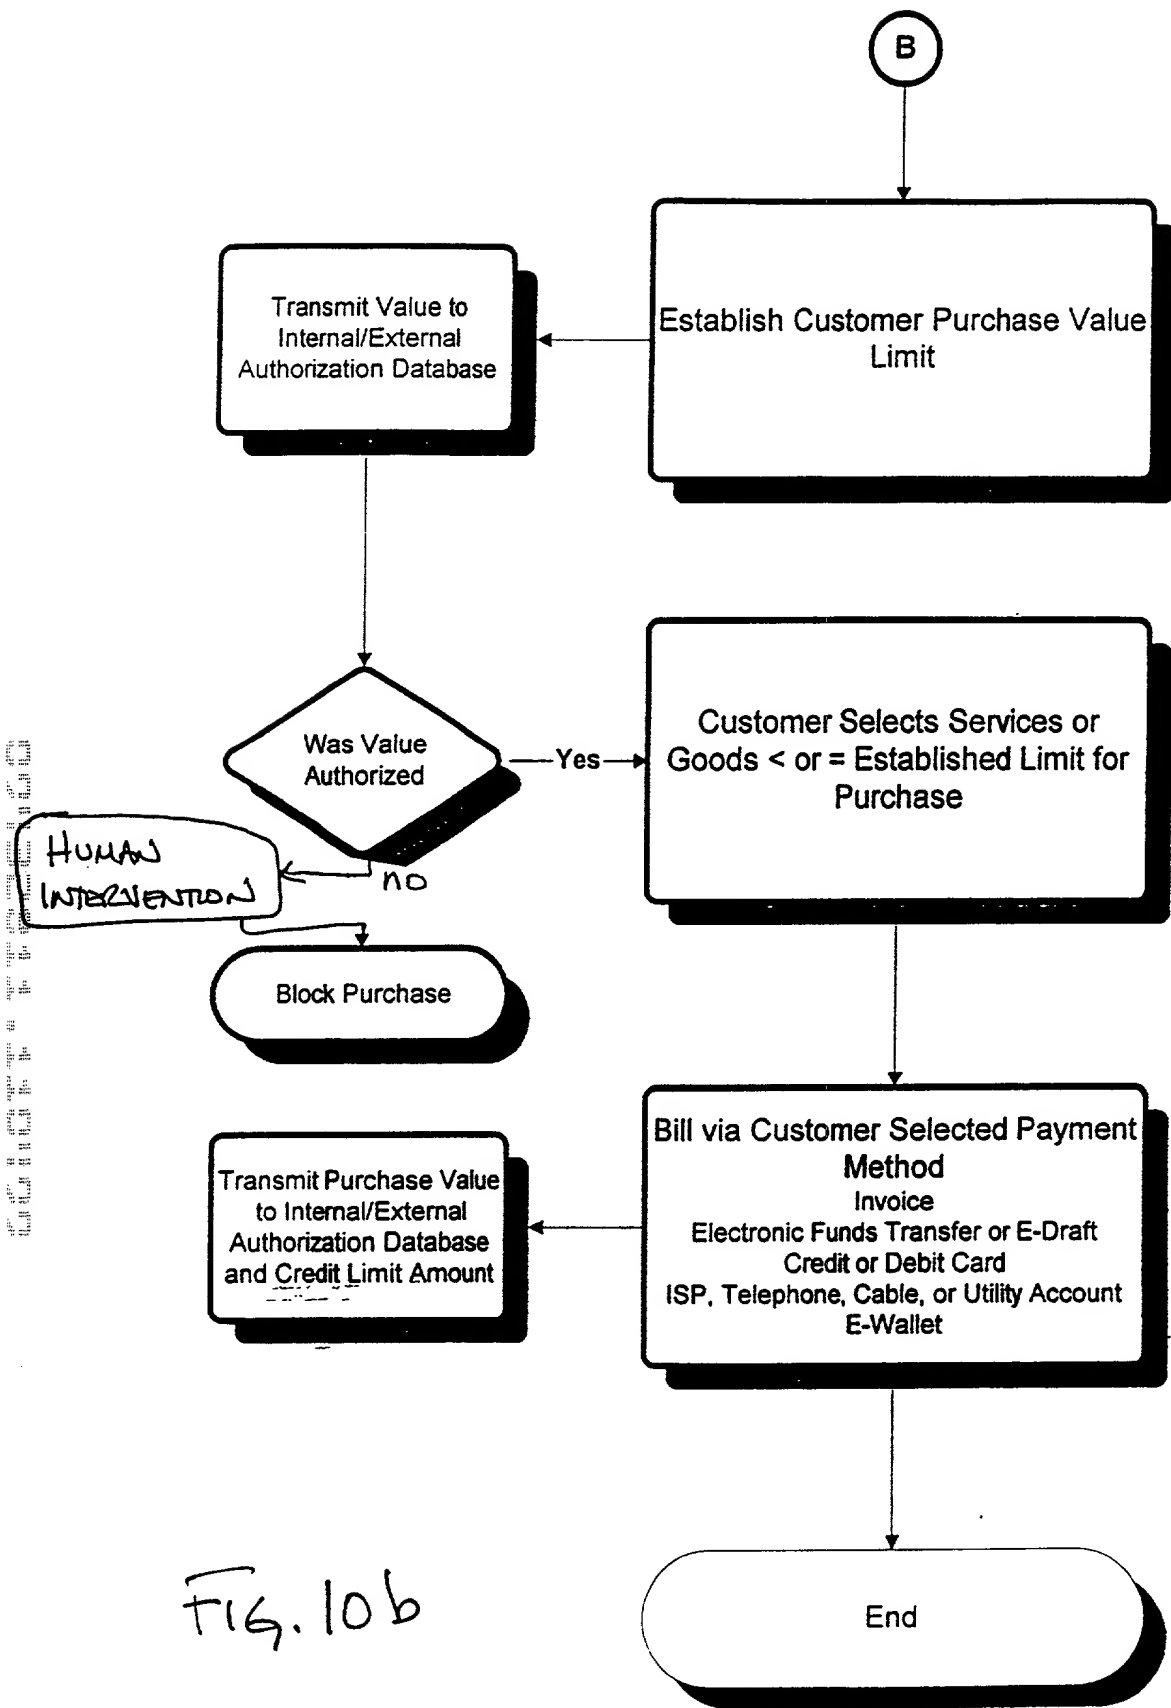 B
Establish Customer Purchase Value
Limit
Transmit Value to
Internal/External
Authorization Database
Was Value
Authorized
Yes
Customer Selects Services or
Goods < or = Established Limit for
Purchase
HUMAN
INTERVENTION
no
Block Purchase
Bill via Customer Selected Payment
Method
Invoice
Electronic Funds Transfer or E-Draft
Credit or Debit Card
ISP, Telephone, Cable, or Utility Account
E-Wallet
Transmit Purchase Value
to Internal/External
Authorization Database
and Credit Limit Amount
End
FIG. 10b